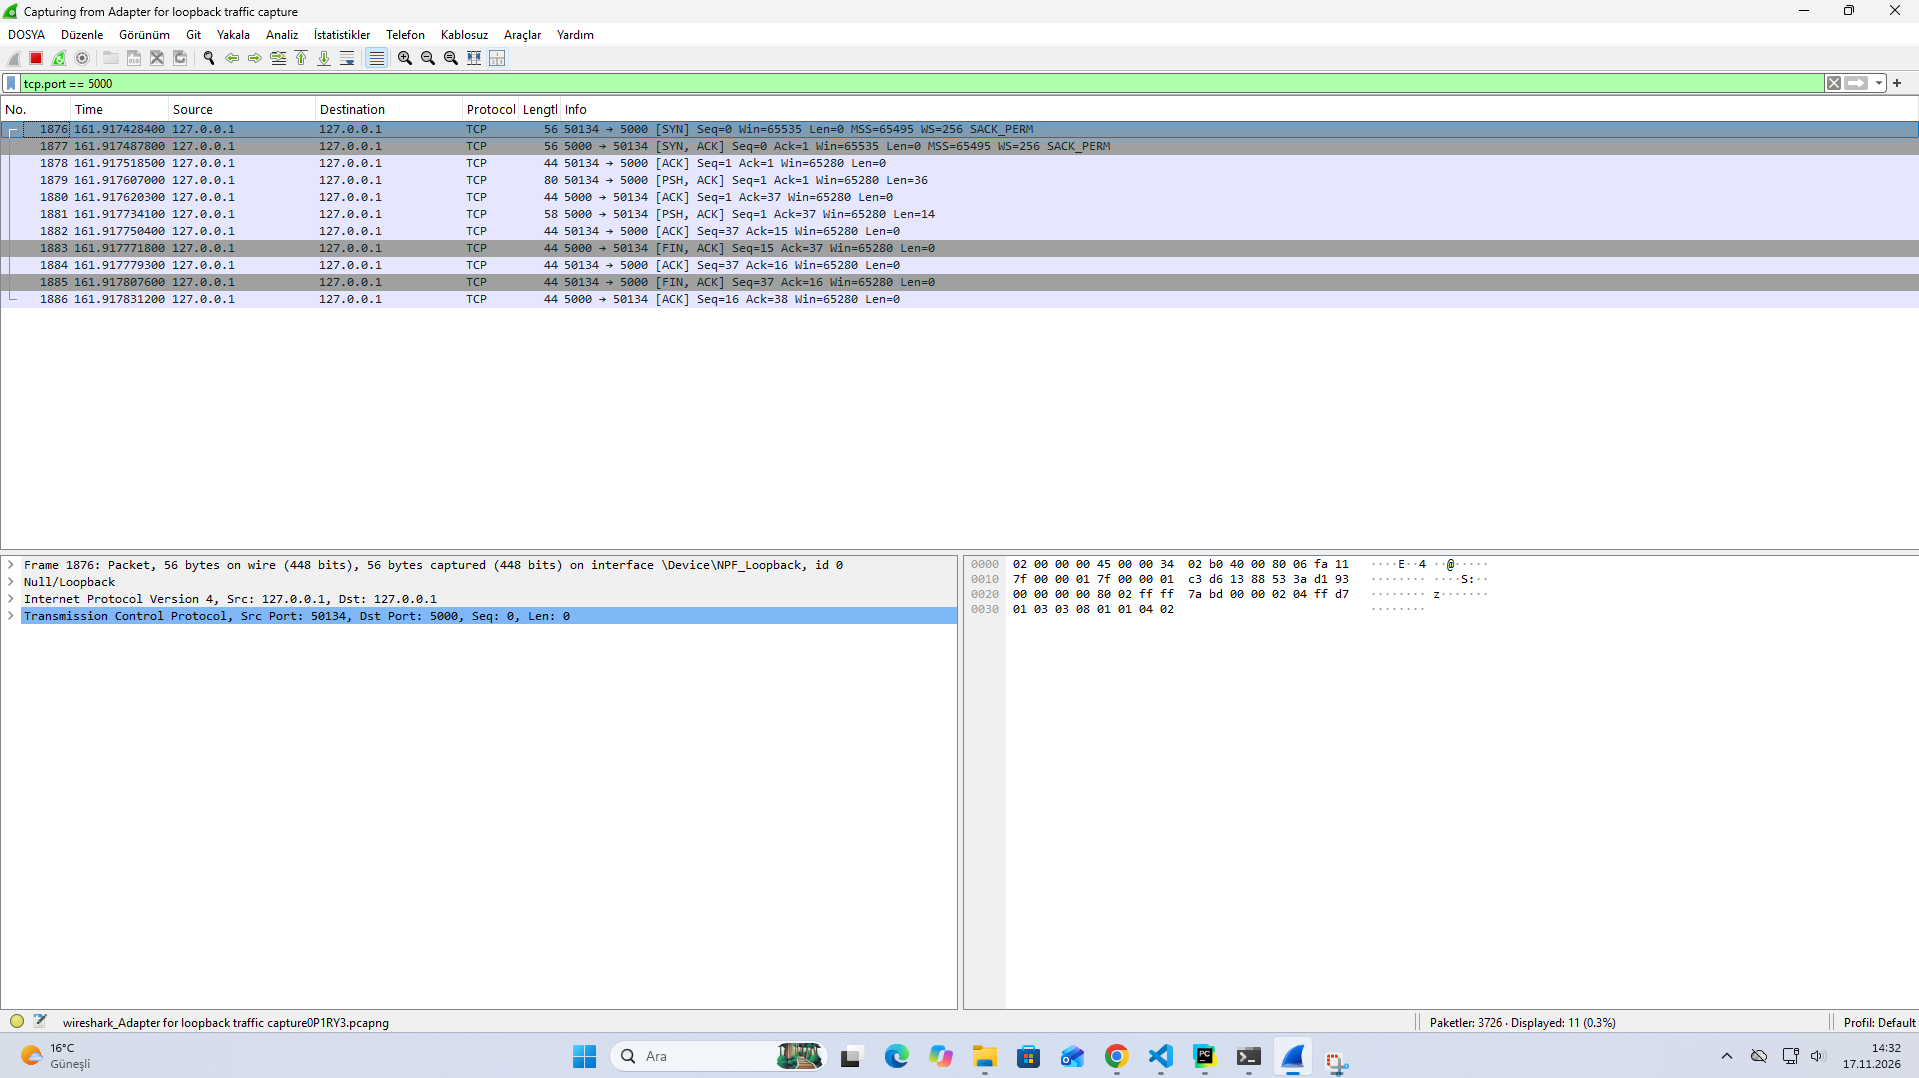 Capturing from Adapter for loopback traffic capture
DOSYA Düzenle Görünüm Git Yakala Analiz İstatistikler Telefon Kablosuz Araçlar Yardım
tcp.port == 5000
No. Time Source Destination Protocol Lengtl Info
1876 161.917428400 127.0.0.1 127.0.0.1 TCP 56 50134 → 5000 [SYN] Seq=0 Win=65535 Len=0 MSS=65495 WS=256 SACK_PERM
1877 161.917487800 127.0.0.1 127.0.0.1 TCP 56 5000 → 50134 [SYN, ACK] Seq=0 Ack=1 Win=65535 Len=0 MSS=65495 WS=256 SACK_PERM
1878 161.917518500 127.0.0.1 127.0.0.1 TCP 44 50134 → 5000 [ACK] Seq=1 Ack=1 Win=65280 Len=0
1879 161.917607000 127.0.0.1 127.0.0.1 TCP 80 50134 → 5000 [PSH, ACK] Seq=1 Ack=1 Win=65280 Len=36
1880 161.917620300 127.0.0.1 127.0.0.1 TCP 44 5000 → 50134 [ACK] Seq=1 Ack=37 Win=65280 Len=0
1881 161.917734100 127.0.0.1 127.0.0.1 TCP 58 5000 → 50134 [PSH, ACK] Seq=1 Ack=37 Win=65280 Len=14
1882 161.917750400 127.0.0.1 127.0.0.1 TCP 44 50134 → 5000 [ACK] Seq=37 Ack=15 Win=65280 Len=0
1883 161.917771800 127.0.0.1 127.0.0.1 TCP 44 5000 → 50134 [FIN, ACK] Seq=15 Ack=37 Win=65280 Len=0
1884 161.917779300 127.0.0.1 127.0.0.1 TCP 44 50134 → 5000 [ACK] Seq=37 Ack=16 Win=65280 Len=0
1885 161.917807600 127.0.0.1 127.0.0.1 TCP 44 50134 → 5000 [FIN, ACK] Seq=37 Ack=16 Win=65280 Len=0
1886 161.917831200 127.0.0.1 127.0.0.1 TCP 44 5000 → 50134 [ACK] Seq=16 Ack=38 Win=65280 Len=0
Frame 1876: Packet, 56 bytes on wire (448 bits), 56 bytes captured (448 bits) on interface \Device\NPF_Loopback, id 0
Null/Loopback
Internet Protocol Version 4, Src: 127.0.0.1, Dst: 127.0.0.1
Transmission Control Protocol, Src Port: 50134, Dst Port: 5000, Seq: 0, Len: 0
0000 02 00 00 00 45 00 00 34 02 b0 40 00 80 06 fa 11 ····E··4 ··@·····
0010 7f 00 00 01 7f 00 00 01 c3 d6 13 88 53 3a d1 93 ········ ····S:··
0020 00 00 00 00 80 02 ff ff 7a bd 00 00 02 04 ff d7 ········ z·······
0030 01 03 03 08 01 01 04 02 ········
wireshark_Adapter for loopback traffic capture0P1RY3.pcapng
Paketler: 3726 · Displayed: 11 (0.3%)
Profil: Default
16°C
Güneşli
Ara
PC
14:32
17.11.2026